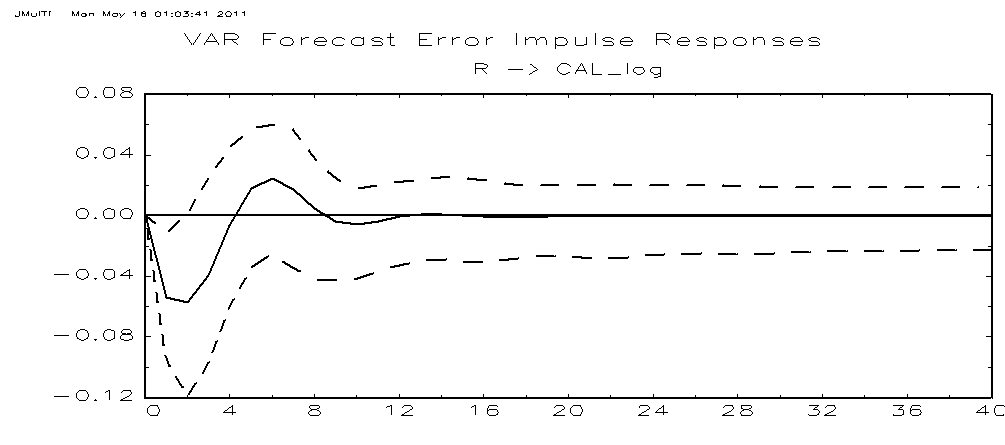 JMulTi Mon May 16 01:03:41 2011
VAR Forecast Error Impulse Responses
R -> CAL_log
0.08
0.04
0.00
-0.04
-0.08
-0.12
0 4 8 12 16 20 24 28 32 36 40